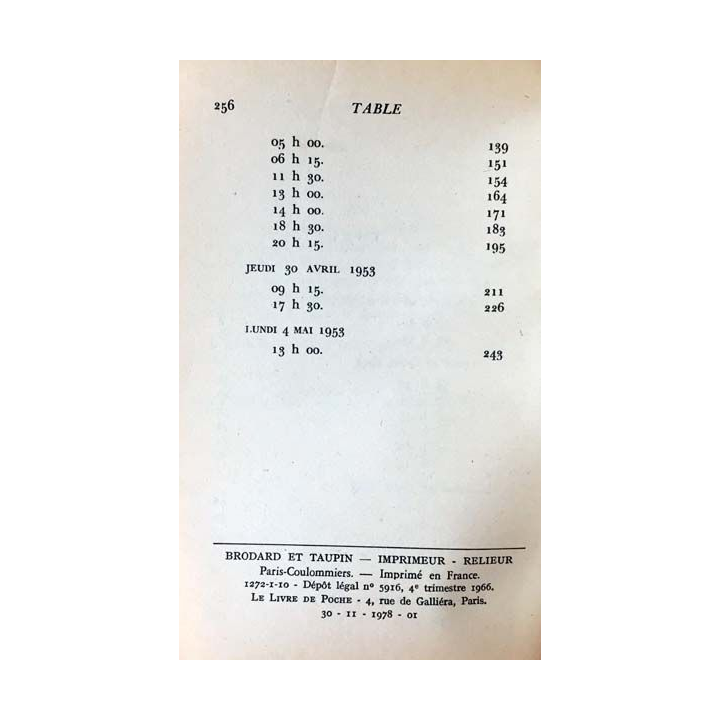 256 TABLE
05 h 00. 139
06 h 15. 151
11 h 30. 154
13 h 00. 164
14 h 00. 171
18 h 30. 183
20 h 15. 195
JEUDI 30 AVRIL 1953
09 h 15. 211
17 h 30. 226
LUNDI 4 MAI 1953
13 h 00. 243
BRODARD ET TAUPIN — IMPRIMEUR - RELIEUR
Paris-Coulommiers. — Imprimé en France.
1272-1-10 - Dépôt légal nº 5916, 4e trimestre 1966.
LE LIVRE DE POCHE - 4, rue de Galliéra, Paris.
30 - 11 - 1978 - 01